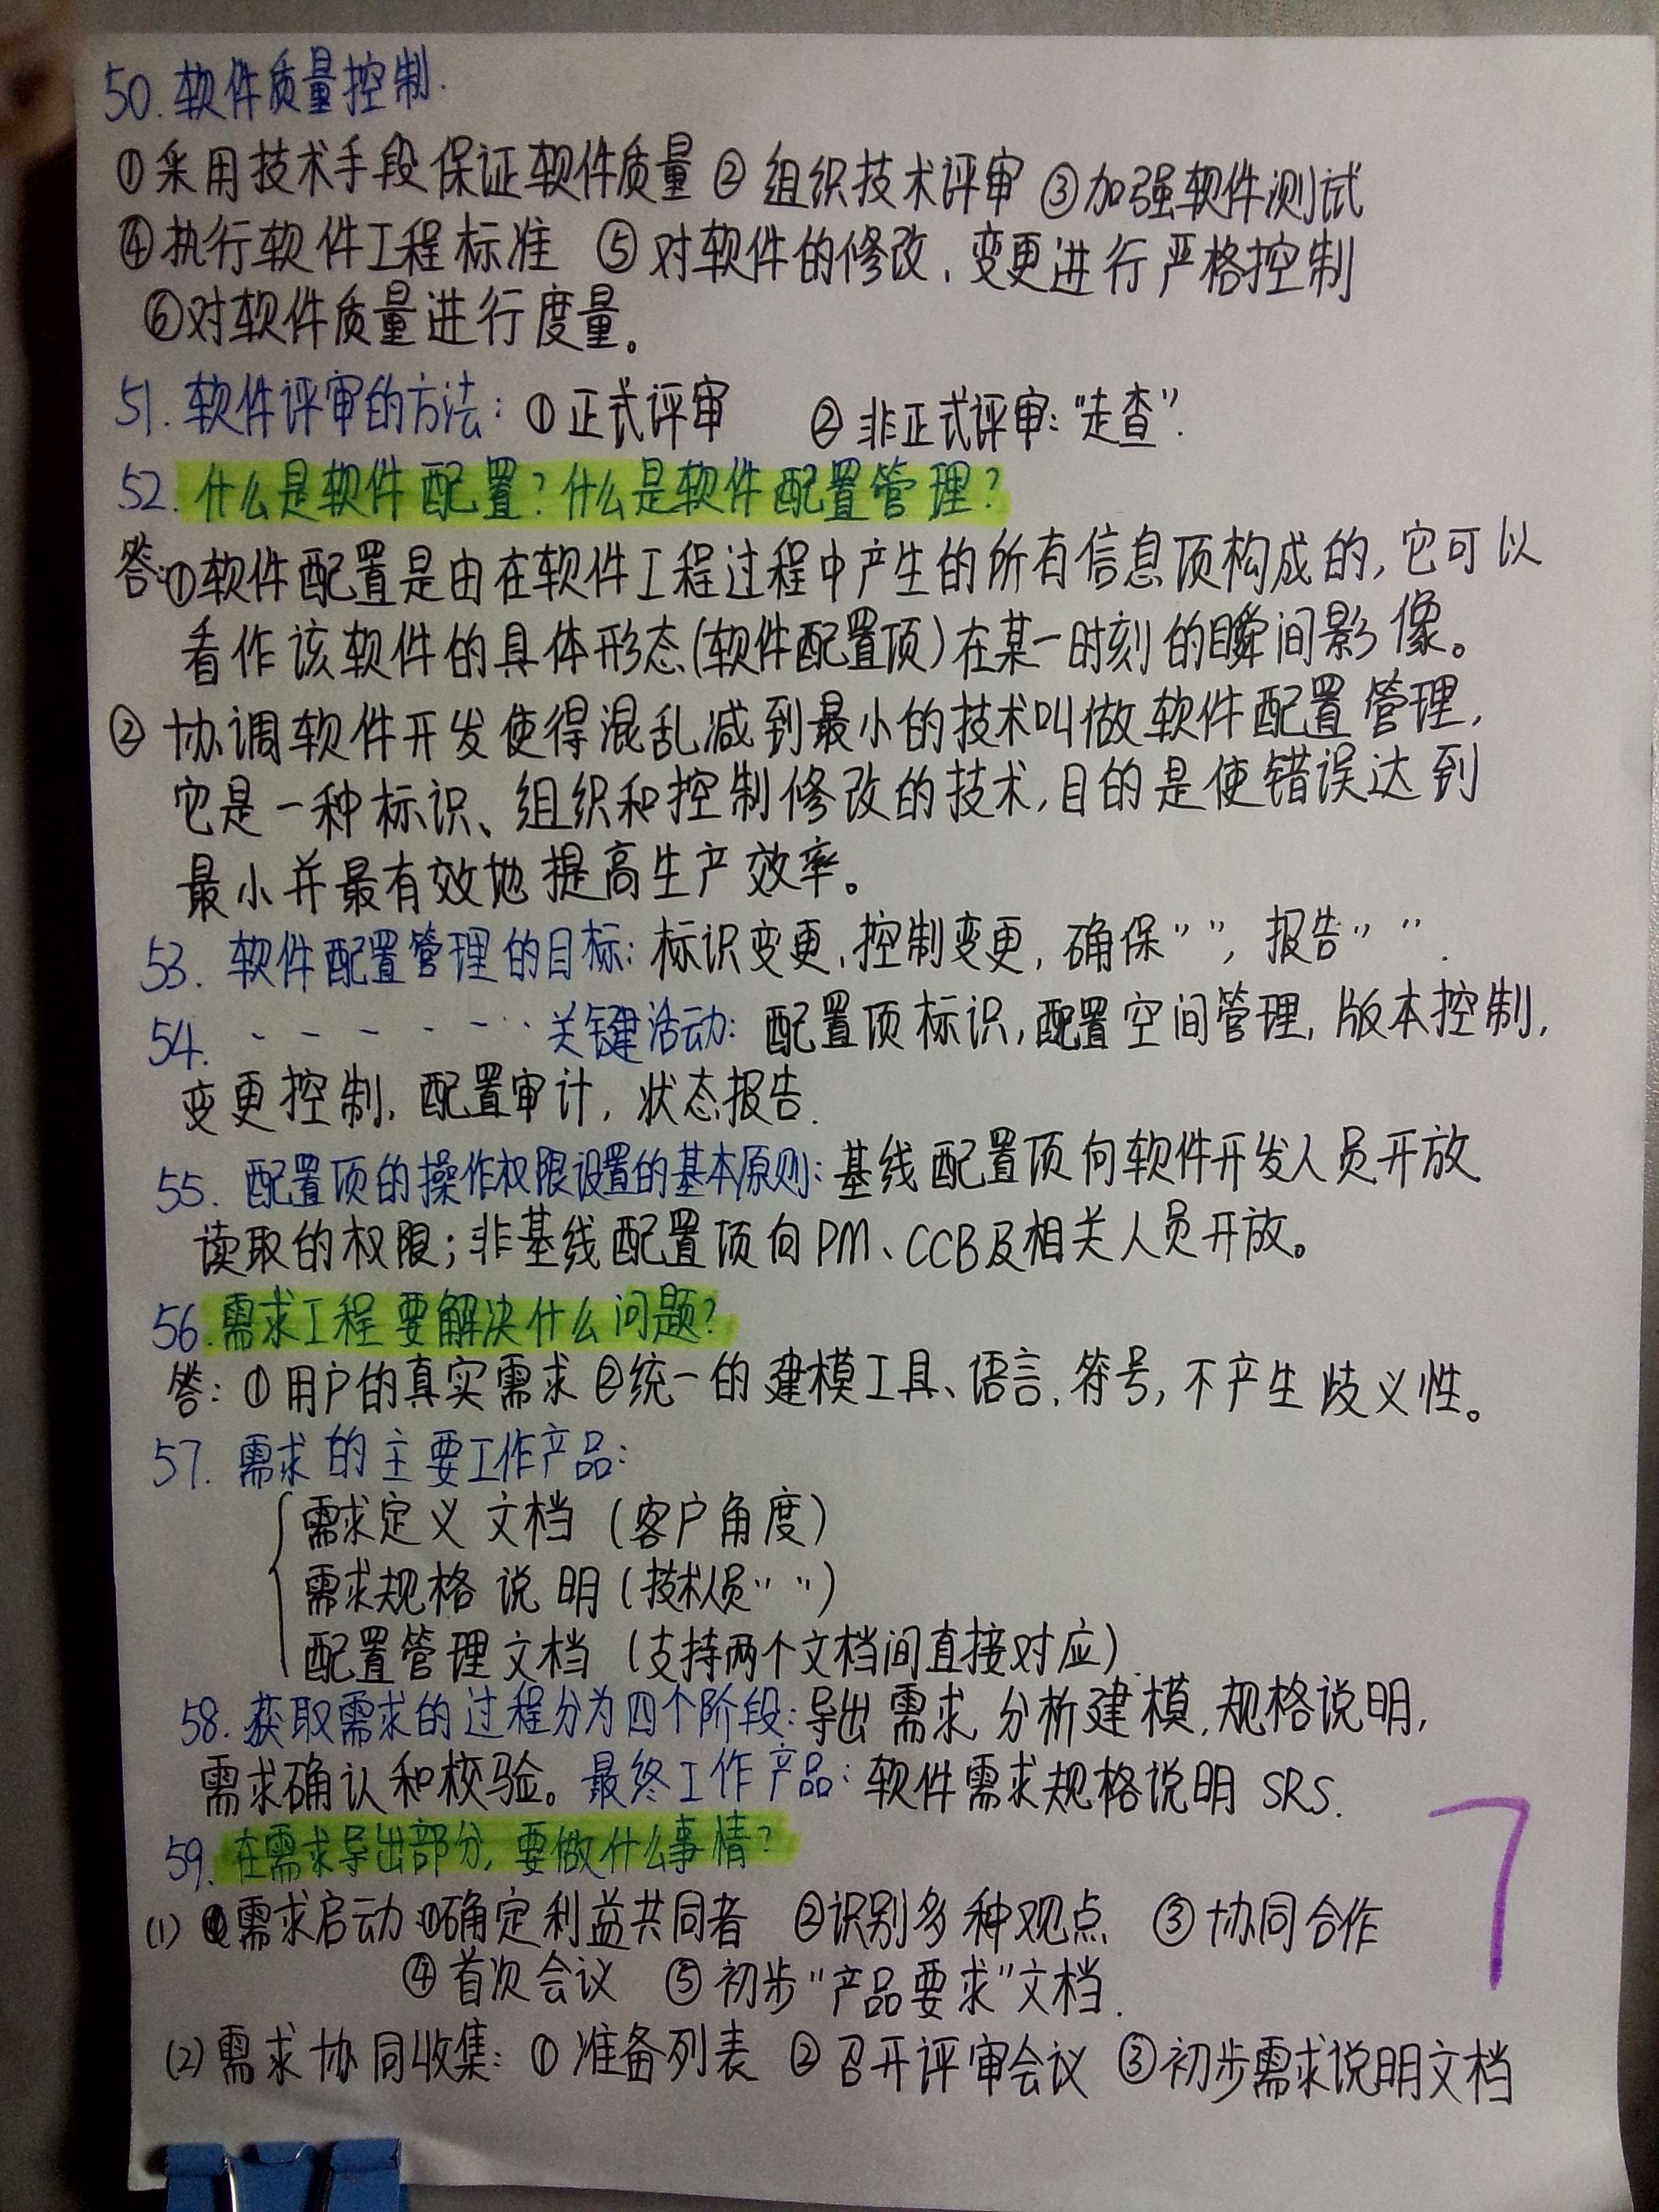 50. 软件质量控制.
①采用技术手段保证软件质量 ② 组织技术评审 ③加强软件测试
④执行软件工程标准 ⑤对软件的修改、变更进行严格控制
⑥对软件质量进行度量。
51. 软件评审的方法: ①正式评审 ②非正式评审:“走查”.
52. 什么是软件配置?什么是软件配置管理?
答:①软件配置是由在软件工程过程中产生的所有信息项构成的,它可以
看作该软件的具体形态(软件配置项)在某一时刻的瞬间影像。
② 协调软件开发使得混乱减到最小的技术叫做软件配置管理,
它是一种标识、组织和控制修改的技术,目的是使错误达到
最小并最有效地提高生产效率。
53. 软件配置管理的目标: 标识变更、控制变更, 确保” ”, 报告” ”.
54. - - - - - - · · 关键活动: 配置项标识,配置空间管理, 版本控制,
变更控制, 配置审计, 状态报告.
55. 配置项的操作权限设置的基本原则: 基线配置项向软件开发人员开放
读取的权限; 非基线配置项向PM、CCB及相关人员开放。
56. 需求工程要解决什么问题?
答: ①用户的真实需求 ②统一的建模工具、语言、符号, 不产生歧义性。
57. 需求的主要工作产品:
需求定义文档 (客户角度)
需求规格说明 (技术人员“ ”)
配置管理文档 (支持两个文档间直接对应).
58. 获取需求的过程分为四个阶段: 导出需求, 分析建模, 规格说明,
需求确认和校验。最终工作产品: 软件需求规格说明 SRS.
59. 在需求导出部分, 要做什么事情?
(1) 需求启动:①确定利益共同者 ②识别多种观点 ③协同合作
④首次会议 ⑤初步“产品要求”文档.
(2)需求协同收集: ①准备列表 ②召开评审会议 ③初步需求说明文档
7